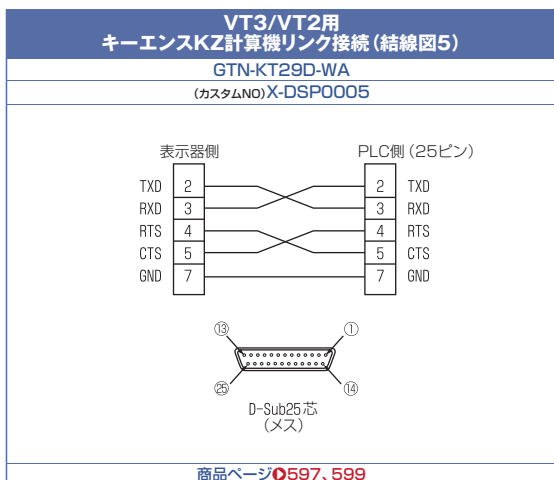 VT3/VT2用
キーエンスKZ計算機リンク接続(結線図5)
GTN-KT29D-WA
(カスタムNO)X-DSP0005
表示器側 PLC側(25ピン)
TXD 2 2 TXD
RXD 3 3 RXD
RTS 4 4 RTS
CTS 5 5 CTS
GND 7 7 GND
⑬ ①
㉕ ⑭
D-Sub25芯
(メス)
商品ページ597、599